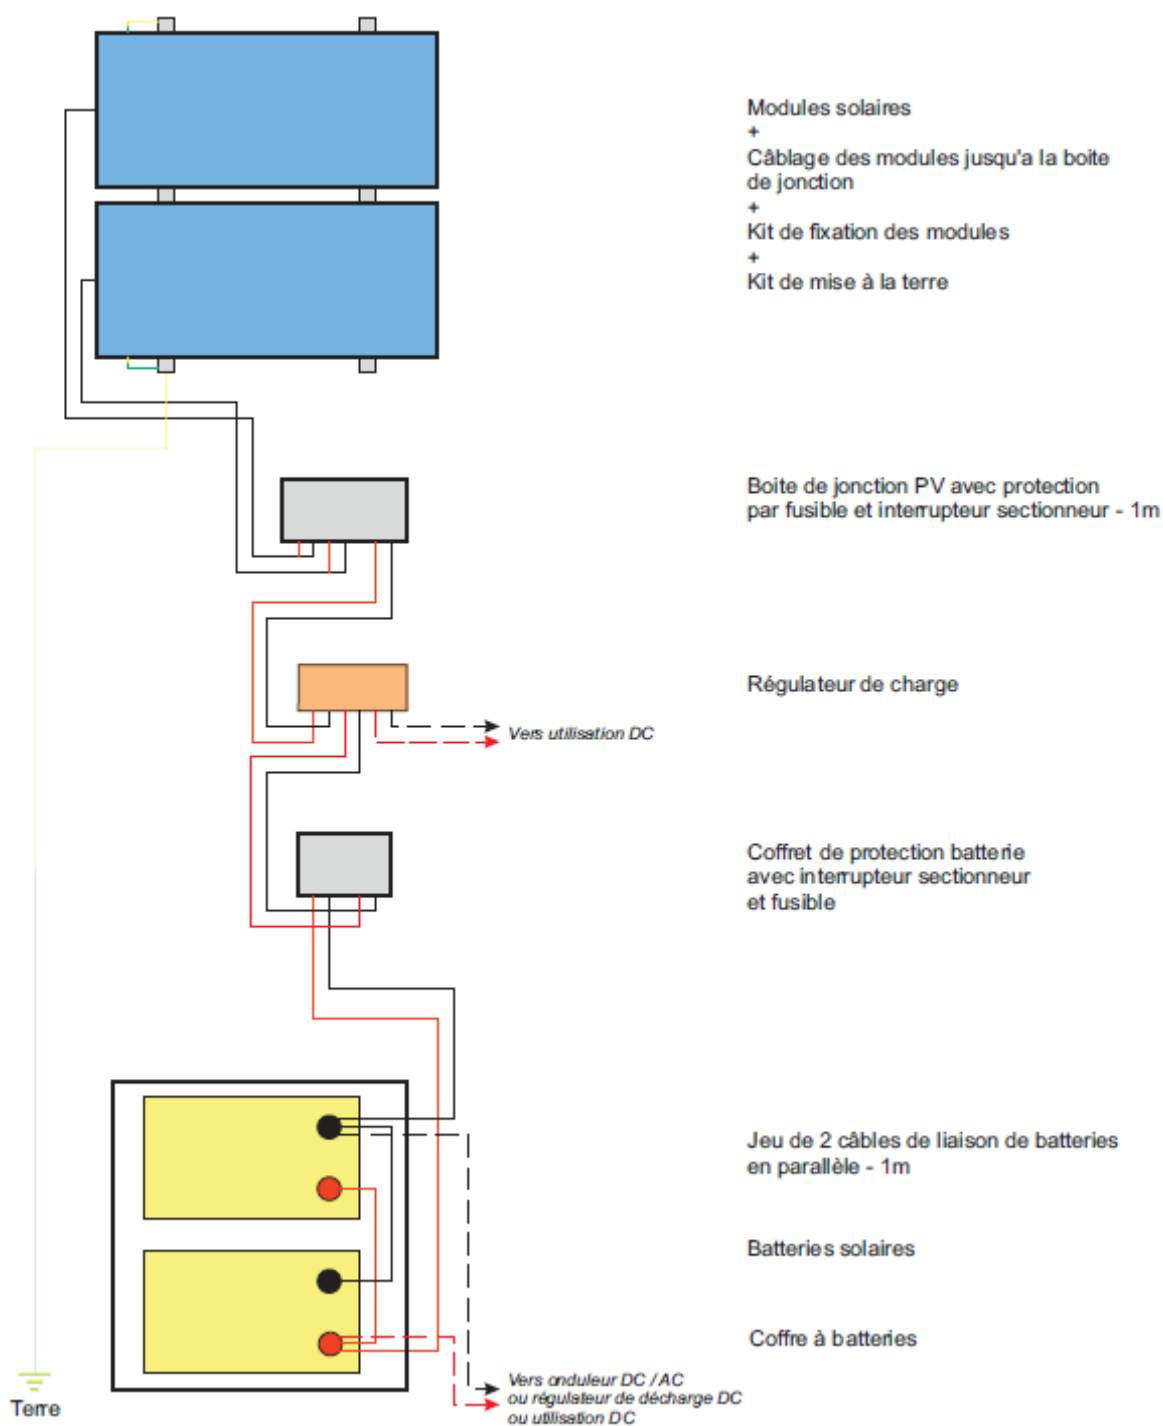 Modules solaires
+
Câblage des modules jusqu'a la boite
de jonction
+
Kit de fixation des modules
+
Kit de mise à la terre
Boite de jonction PV avec protection
par fusible et interrupteur sectionneur - 1m
Régulateur de charge
Vers utilisation DC
Coffret de protection batterie
avec interrupteur sectionneur
et fusible
Jeu de 2 câbles de liaison de batteries
en parallèle - 1m
Batteries solaires
Coffre à batteries
Vers onduleur DC / AC
ou régulateur de décharge DC
ou utilisation DC
Terre